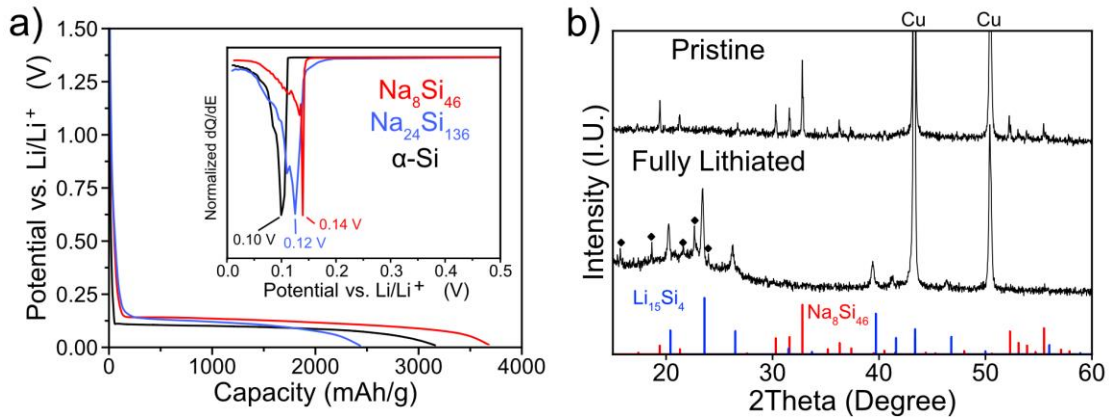 a)
Potential vs. Li/Li⁺ (V)
1.50
1.25
1.00
0.75
0.50
0.25
0.00
0
1000
2000
3000
4000
Capacity (mAh/g)
Normalized dQ/dE
Na₈Si₄₆
Na₂₄Si₁₃₆
α-Si
0.14 V
0.10 V
0.12 V
0.0
0.1
0.2
0.3
0.4
0.5
Potential vs. Li/Li⁺ (V)
b)
Intensity (I.U.)
Cu
Cu
Pristine
Fully Lithiated
Li₁₅Si₄
Na₈Si₄₆
20
30
40
50
60
2Theta (Degree)